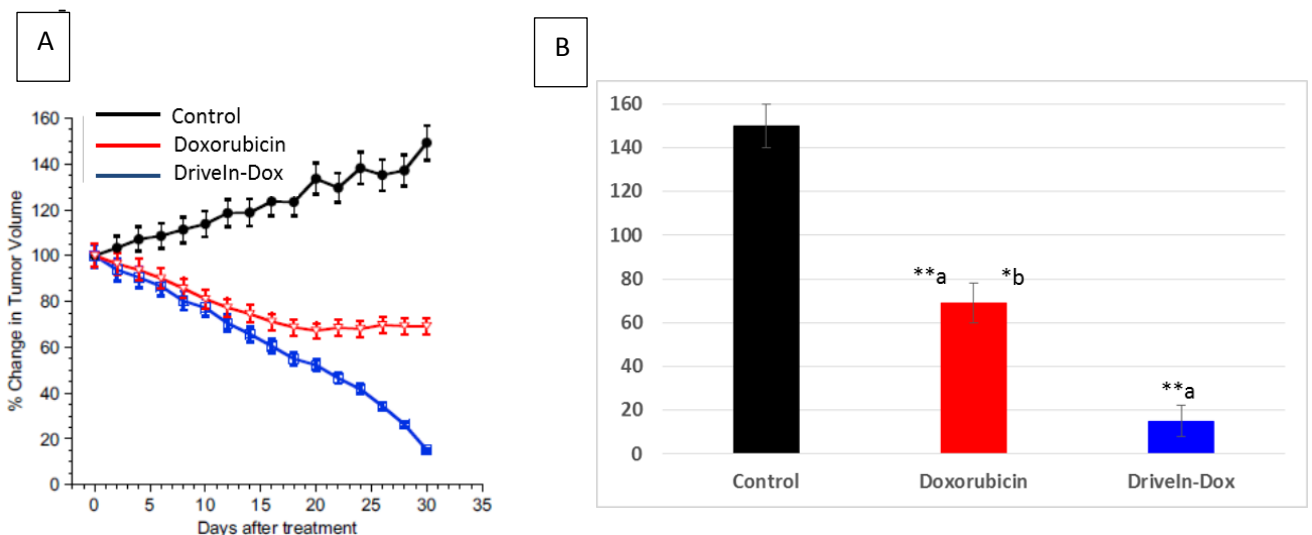 A
Control
Doxorubicin
DriveIn-Dox
% Change in Tumor Volume
160
140
120
100
80
60
40
20
0
0 5 10 15 20 25 30 35
Days after treatment
B
160
140
120
100
80
60
40
20
0
**a *b
**a
Control Doxorubicin DriveIn-Dox